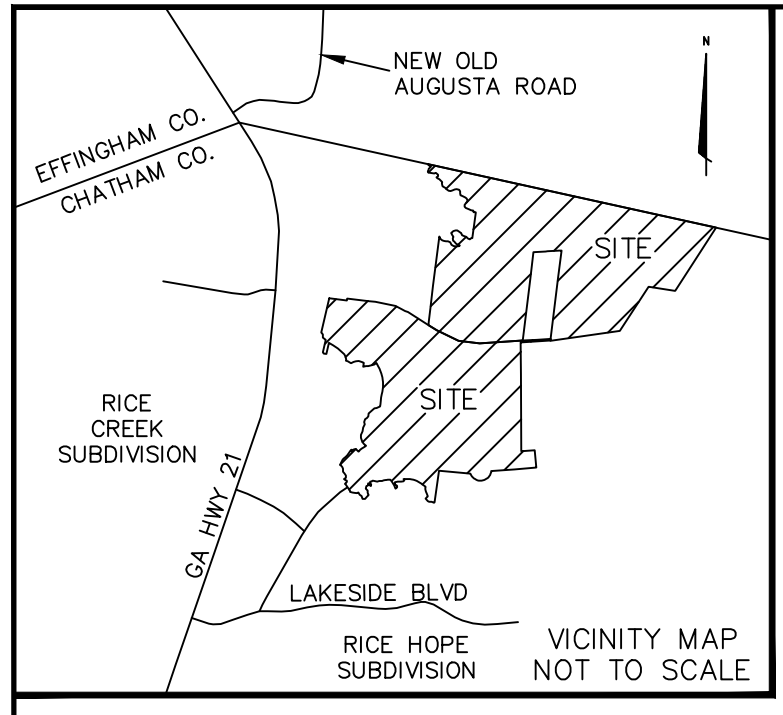 N
NEW OLD
AUGUSTA ROAD
EFFINGHAM CO.
CHATHAM CO.
SITE
SITE
RICE
CREEK
SUBDIVISION
GA HWY 21
LAKESIDE BLVD
RICE HOPE
SUBDIVISION
VICINITY MAP
NOT TO SCALE